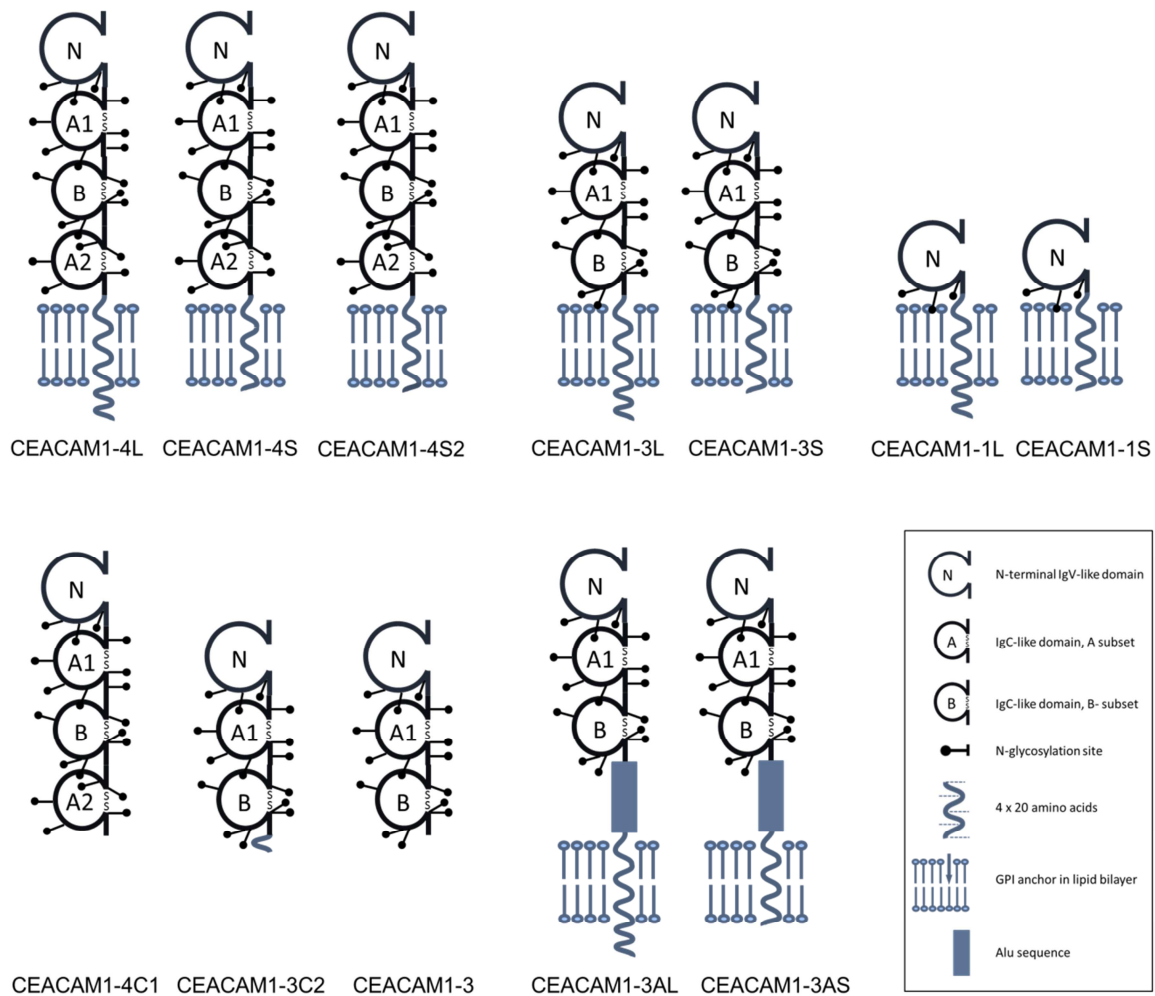 N N N
A1 A1 A1
B B B
A2 A2 A2
N N
A1 A1
B B
N N
S S
CEACAM1-4L CEACAM1-4S CEACAM1-4S2 CEACAM1-3L CEACAM1-3S CEACAM1-1L CEACAM1-1S
N
A1
B
A2
N N
A1 A1
B B
N N
A1 A1
B B
CEACAM1-4C1 CEACAM1-3C2 CEACAM1-3 CEACAM1-3AL CEACAM1-3AS
N N-terminal IgV-like domain
A IgC-like domain, A subset
B IgC-like domain, B- subset
N-glycosylation site
4 x 20 amino acids
GPI anchor in lipid bilayer
Alu sequence